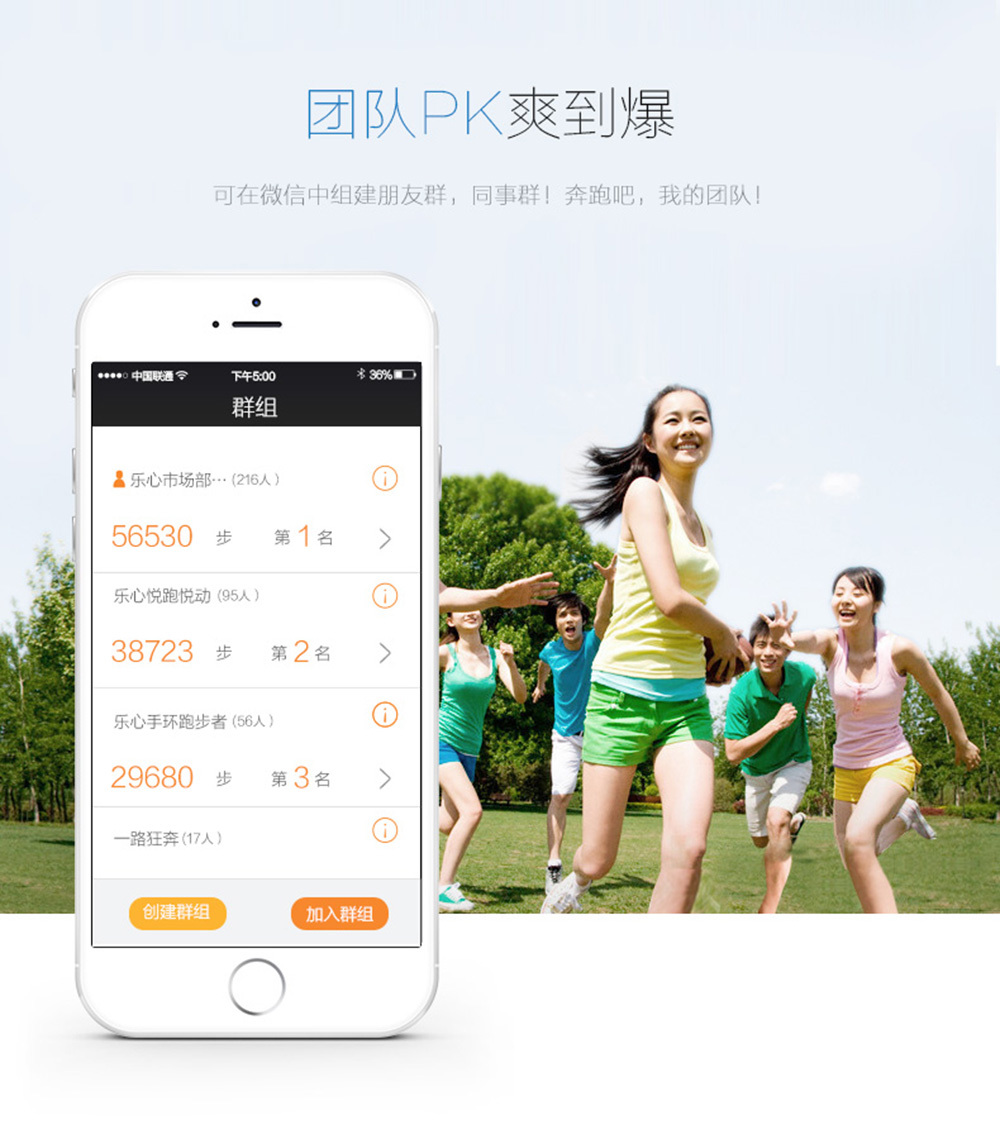 团队PK爽到爆
可在微信中组建朋友群，同事群！奔跑吧，我的团队！
中国联通 下午5:00 36%
群组
乐心市场部…（216人）
56530 步 第1名
乐心悦跑悦动（95人）
38723 步 第2名
乐心手环跑步者（56人）
29680 步 第3名
一路狂奔（17人）
创建群组 加入群组